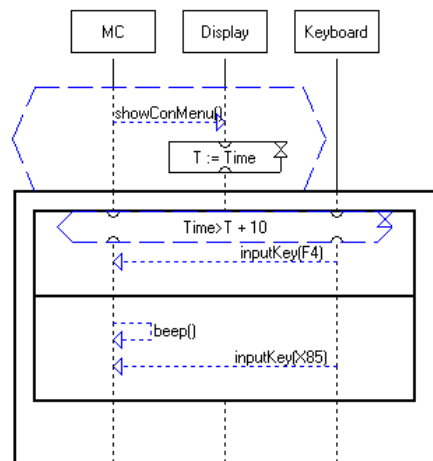 MC Display Keyboard
showConMenu()
T := Time
Time>T + 10
inputKey(F4)
beep()
inputKey(X85)